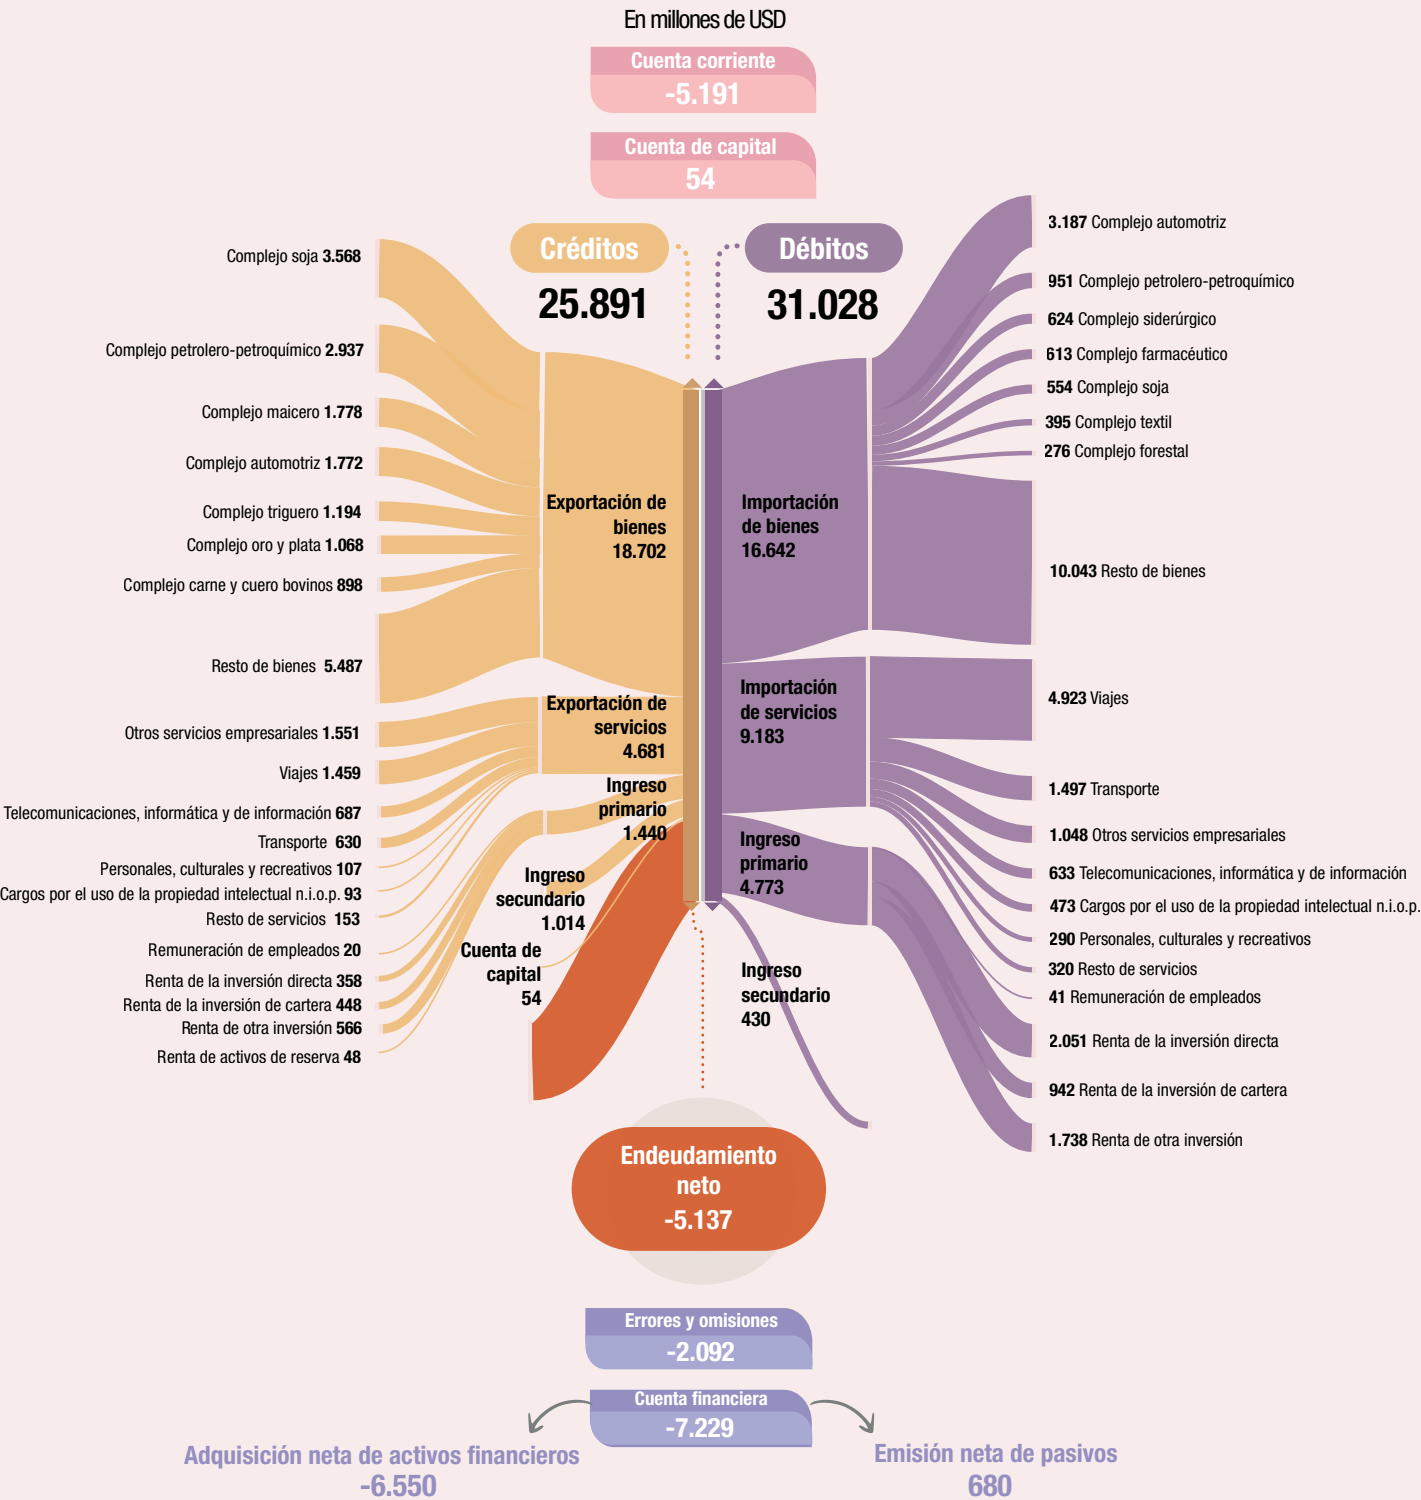 En millones de USD
Cuenta corriente
-5.191
Cuenta de capital
54
Créditos
25.891
Débitos
31.028
Complejo soja 3.568
Complejo petrolero-petroquímico 2.937
Complejo maicero 1.778
Complejo automotriz 1.772
Complejo triguero 1.194
Complejo oro y plata 1.068
Complejo carne y cuero bovinos 898
Resto de bienes 5.487
Otros servicios empresariales 1.551
Viajes 1.459
Telecomunicaciones, informática y de información 687
Transporte 630
Personales, culturales y recreativos 107
Cargos por el uso de la propiedad intelectual n.i.o.p. 93
Resto de servicios 153
Remuneración de empleados 20
Renta de la inversión directa 358
Renta de la inversión de cartera 448
Renta de otra inversión 566
Renta de activos de reserva 48
Exportación de
bienes
18.702
Exportación de
servicios
4.681
Ingreso
primario
1.440
Ingreso
secundario
1.014
Cuenta de
capital
54
Importación
de bienes
16.642
Importación
de servicios
9.183
Ingreso
primario
4.773
Ingreso
secundario
430
3.187 Complejo automotriz
951 Complejo petrolero-petroquímico
624 Complejo siderúrgico
613 Complejo farmacéutico
554 Complejo soja
395 Complejo textil
276 Complejo forestal
10.043 Resto de bienes
4.923 Viajes
1.497 Transporte
1.048 Otros servicios empresariales
633 Telecomunicaciones, informática y de información
473 Cargos por el uso de la propiedad intelectual n.i.o.p.
290 Personales, culturales y recreativos
320 Resto de servicios
41 Remuneración de empleados
2.051 Renta de la inversión directa
942 Renta de la inversión de cartera
1.738 Renta de otra inversión
Endeudamiento
neto
-5.137
Errores y omisiones
-2.092
Cuenta financiera
-7.229
Adquisición neta de activos financieros
-6.550
Emisión neta de pasivos
680